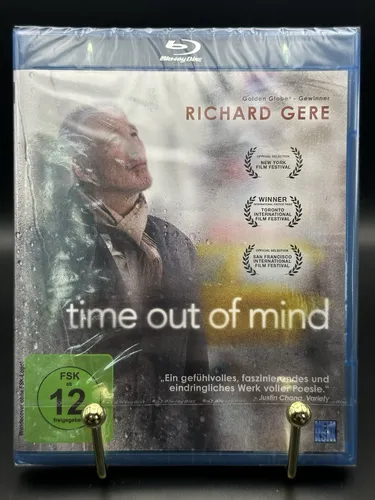 Blu-ray Disc
Golden Globe® - Gewinner
RICHARD GERE
OFFICIAL SELECTION
NEW YORK
FILM FESTIVAL
WINNER
TORONTO
INTERNATIONAL
FILM FESTIVAL
OFFICIAL SELECTION
SAN FRANCISCO
INTERNATIONAL
FILM FESTIVAL
time out of mind
FSK
ab
12
freigegeben
„Ein gefühlvolles, faszinierendes und
eindringliches Werk voller Poesie.“
– Justin Chang, Variety